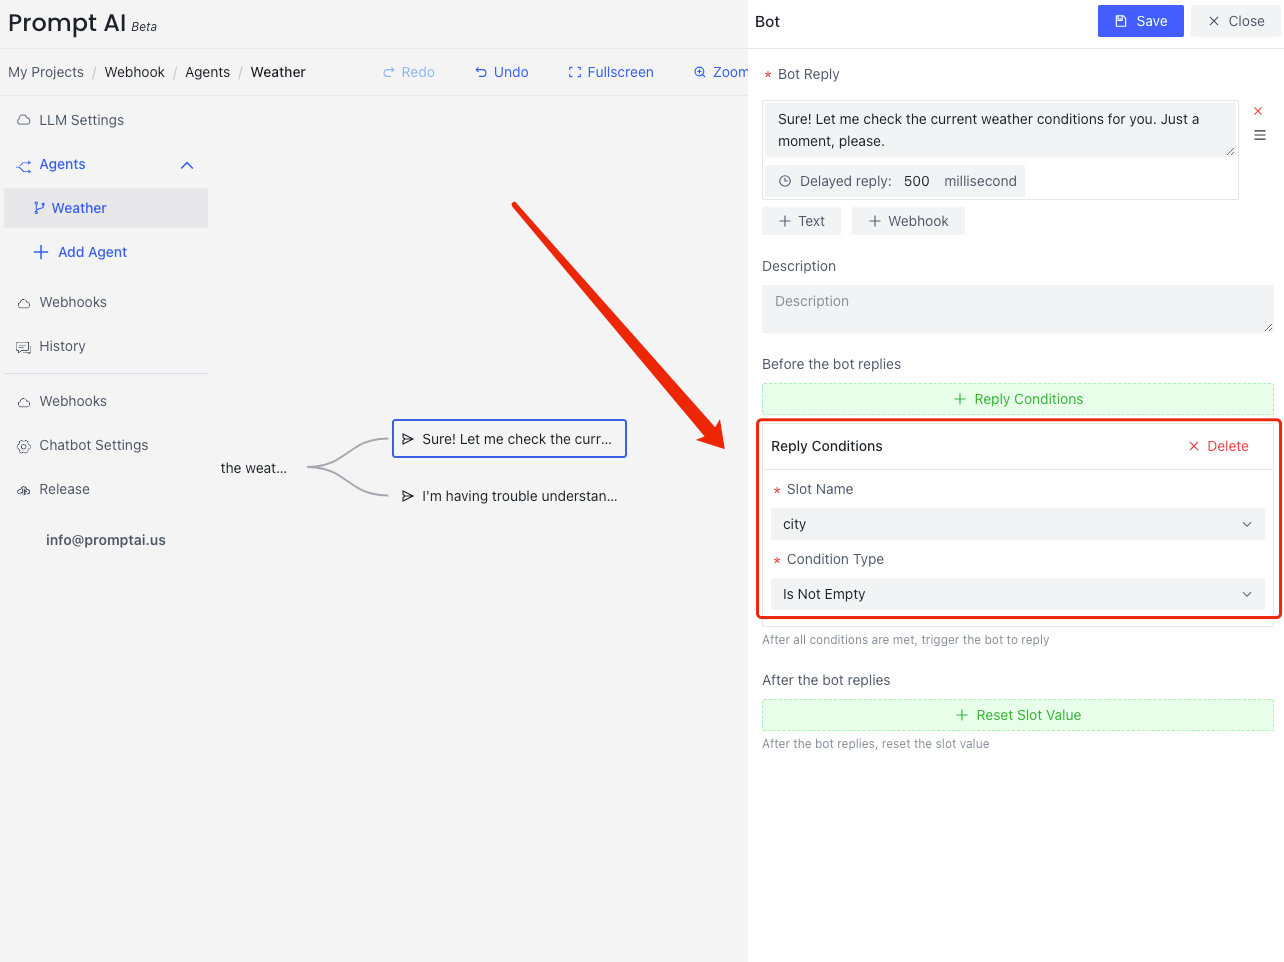 Prompt AI Beta
My Projects / Webhook / Agents / Weather
Redo
Undo
Fullscreen
Zoom
LLM Settings
Agents
Weather
Add Agent
Webhooks
History
Webhooks
Chatbot Settings
Release
info@promptai.us
the weat...
Sure! Let me check the curr...
I'm having trouble understan...
Bot
Save
Close
* Bot Reply
Sure! Let me check the current weather conditions for you. Just a
moment, please.
Delayed reply: 500 millisecond
+ Text
+ Webhook
Description
Description
Before the bot replies
+ Reply Conditions
Reply Conditions
Delete
* Slot Name
city
* Condition Type
Is Not Empty
After all conditions are met, trigger the bot to reply
After the bot replies
+ Reset Slot Value
After the bot replies, reset the slot value